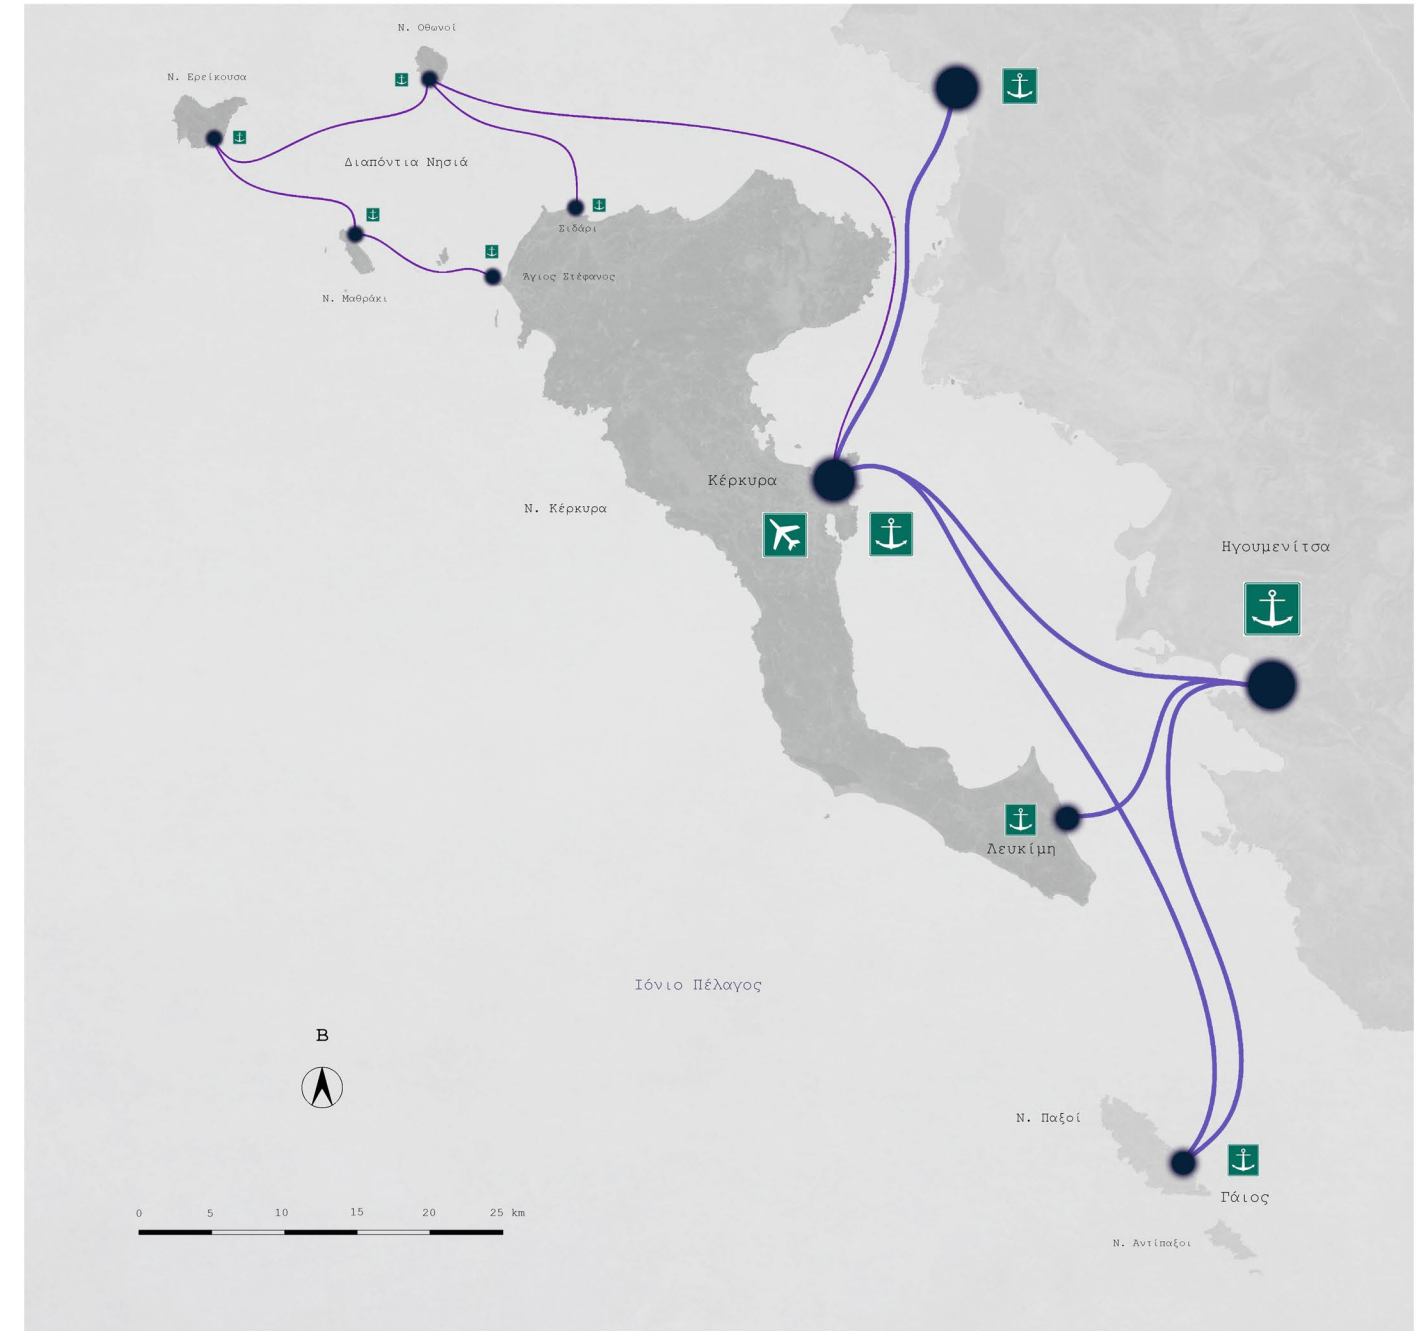 Ν. Οθωνοί
Ν. Ερείκουσα
Διαπόντια Νησιά
Σιδάρι
Άγιος Στέφανος
Ν. Μαθράκι
Κέρκυρα
Ν. Κέρκυρα
Ηγουμενίτσα
Λευκίμη
Ιόνιο Πέλαγος
Β
Ν. Παξοί
Γάιος
0 5 10 15 20 25 km
Ν. Αντίπαξοι